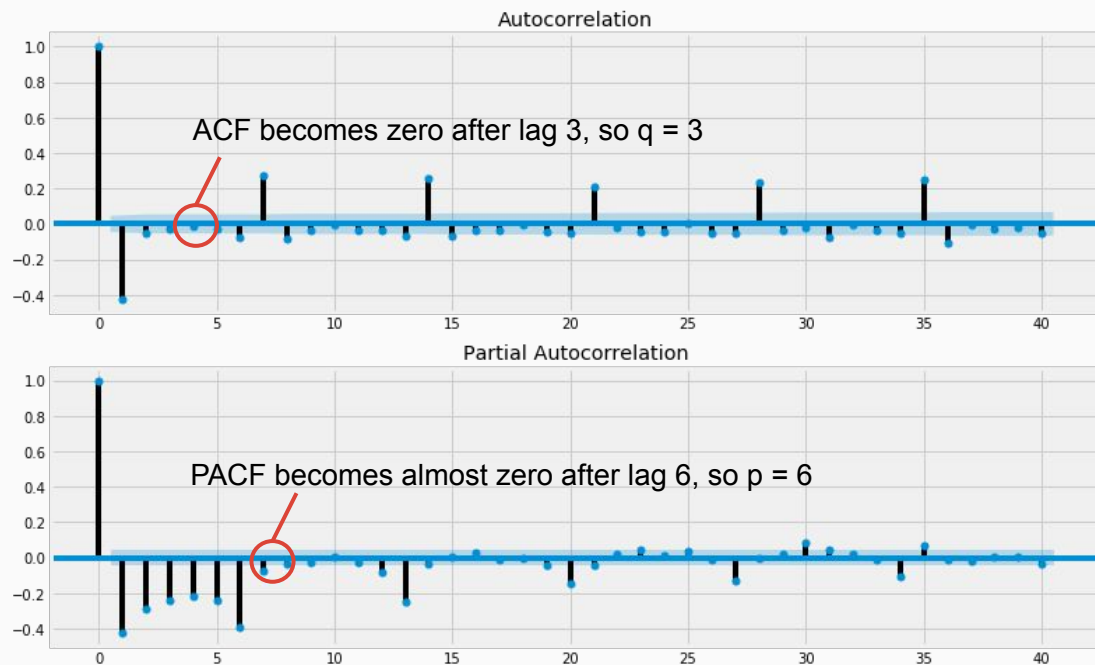 Autocorrelation
1.0
0.8
0.6
0.4
0.2
0.0
−0.2
−0.4
ACF becomes zero after lag 3, so q = 3
0 5 10 15 20 25 30 35 40
Partial Autocorrelation
1.0
0.8
0.6
0.4
0.2
0.0
−0.2
−0.4
PACF becomes almost zero after lag 6, so p = 6
0 5 10 15 20 25 30 35 40